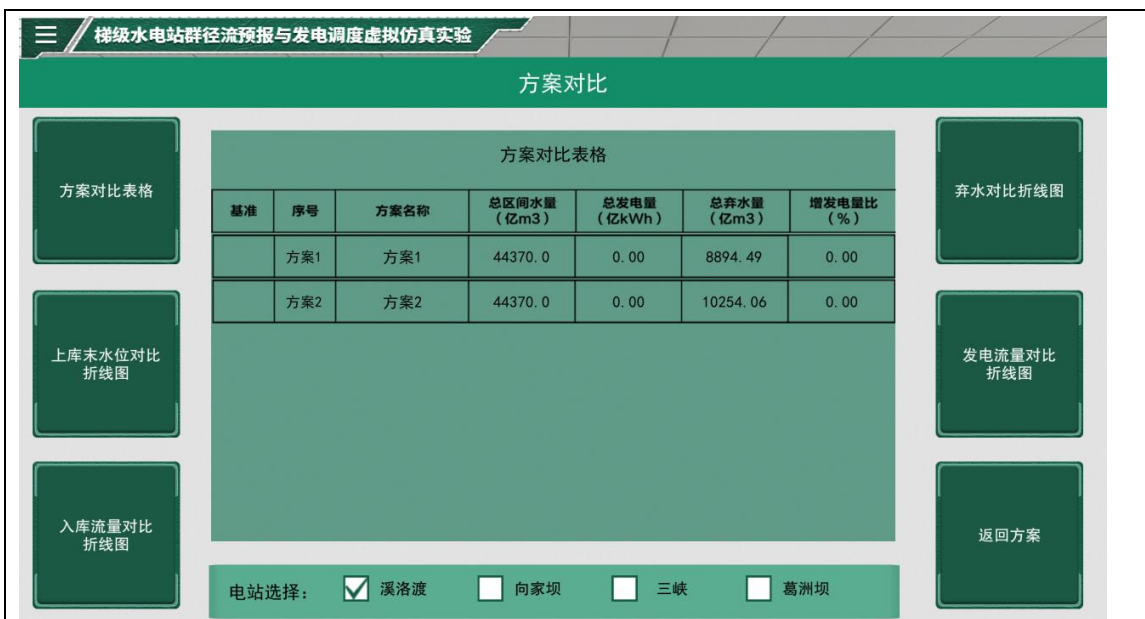 梯级水电站群径流预报与发电调度虚拟仿真实验
方案对比
方案对比表格
上库末水位对比
折线图
入库流量对比
折线图
方案对比表格
基准 序号 方案名称 总区间水量（亿m3） 总发电量（亿kWh） 总弃水量（亿m3） 增发电量比（%）
方案1 方案1 44370.0 0.00 8894.49 0.00
方案2 方案2 44370.0 0.00 10254.06 0.00
电站选择： 溪洛渡 向家坝 三峡 葛洲坝
弃水对比折线图
发电流量对比
折线图
返回方案